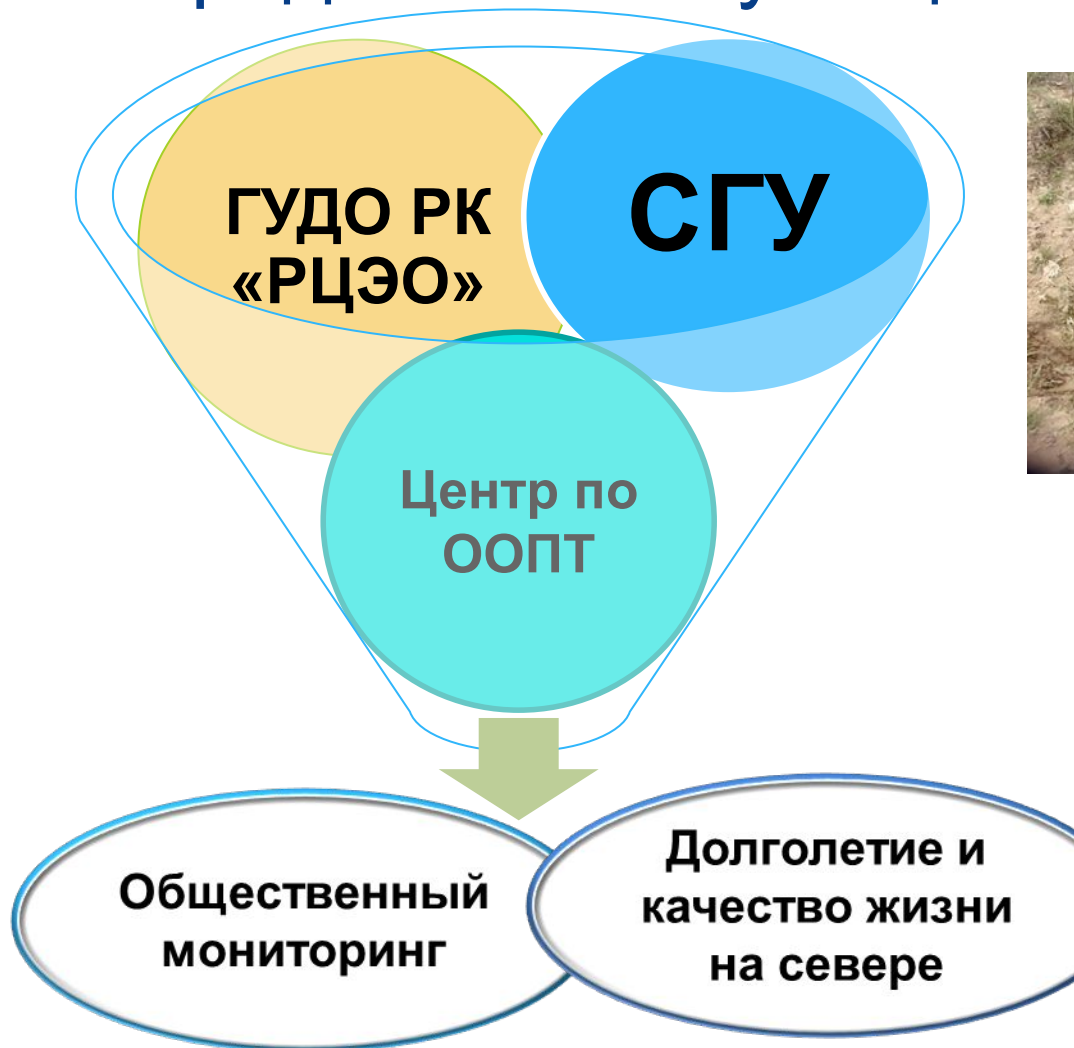 ГУДО РК
«РЦЭО»
СГУ
Центр по
ООПТ
Общественный
мониторинг
Долголетие и
качество жизни
на севере